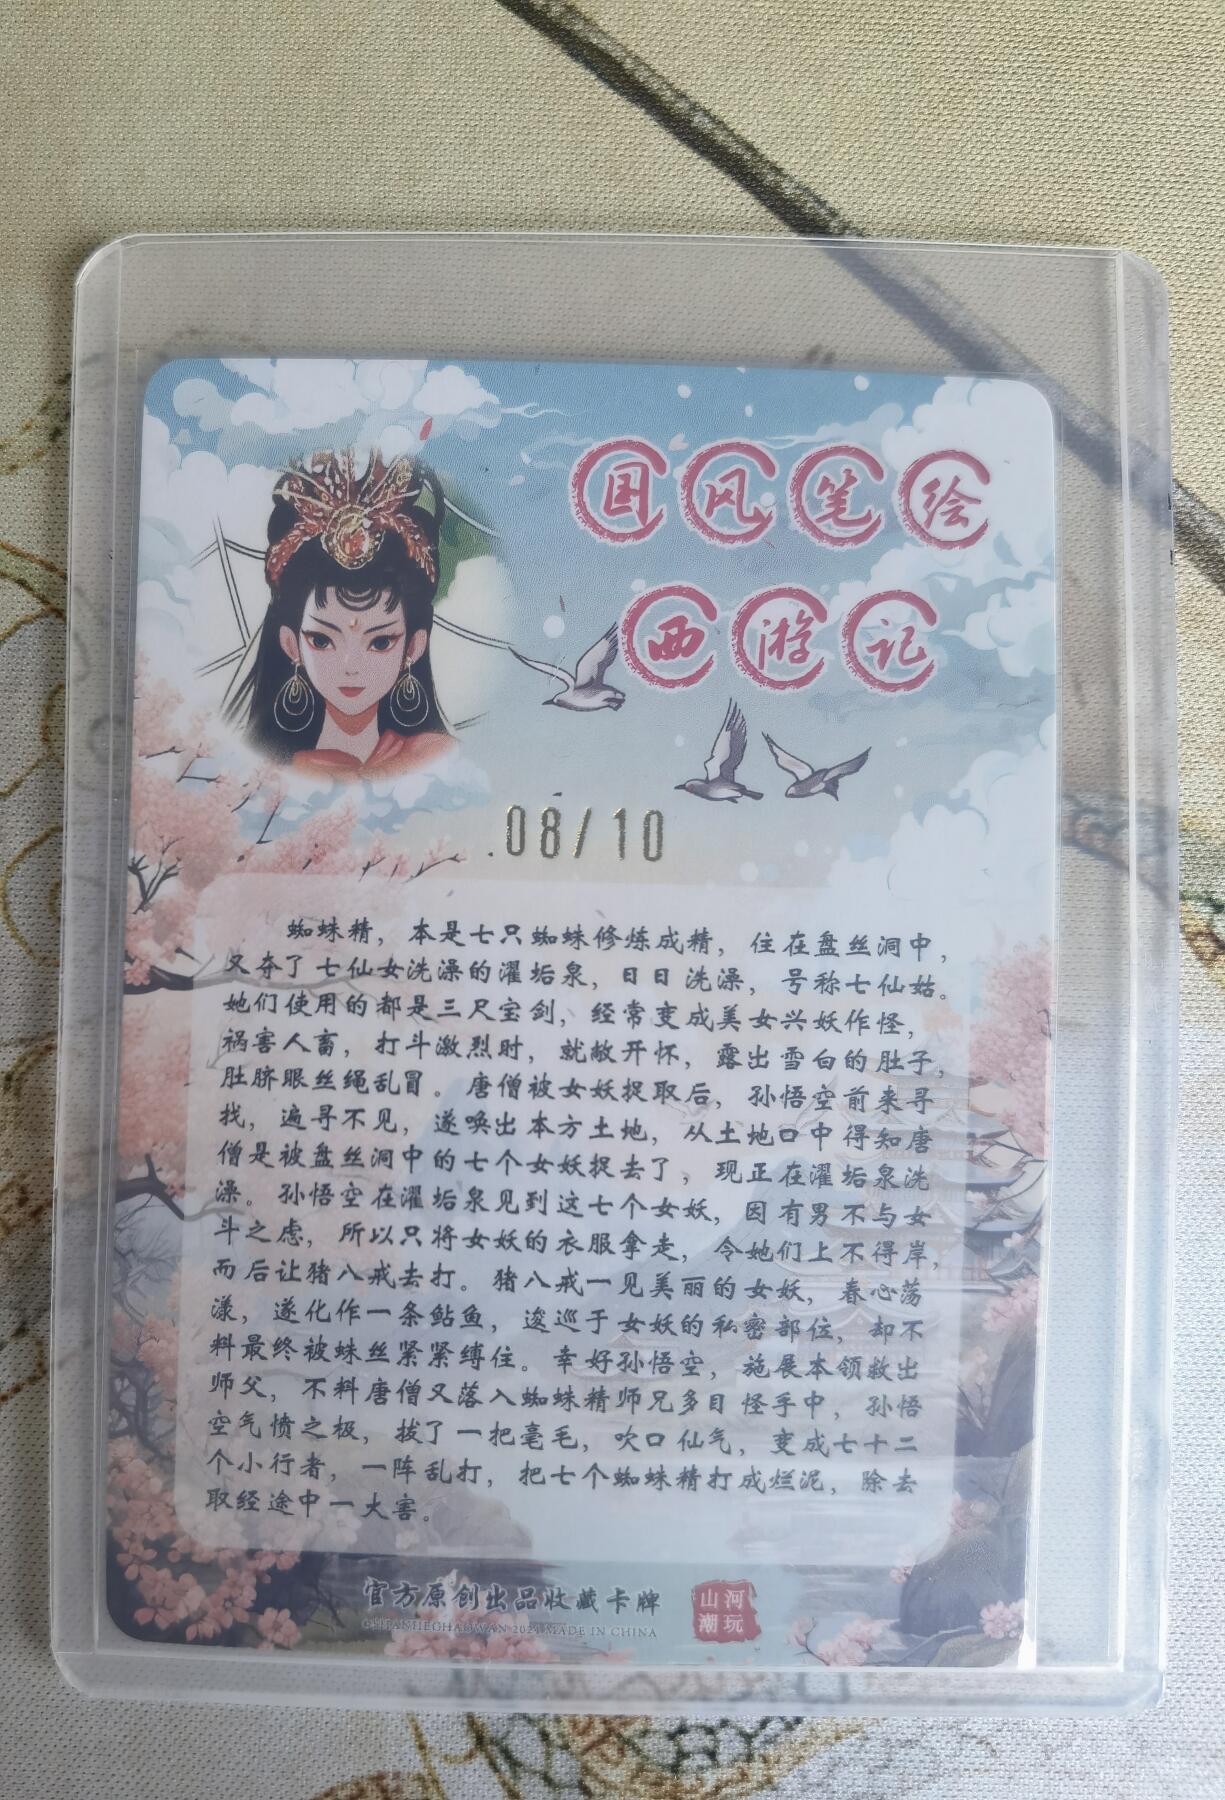 国风笔绘
西游记
08/10
蜘蛛精，本是七只蜘蛛修炼成精，住在盘丝洞中，
又夺了七仙女洗澡的濯垢泉，日日洗澡，号称七仙姑。
她们使用的都是三尺宝剑，经常变成美女兴妖作怪，
祸害人畜，打斗激烈时，就敞开怀，露出雪白的肚子，
肚脐眼丝绳乱冒。唐僧被女妖捉取后，孙悟空前来寻
找，遍寻不见，遂唤出本方土地，从土地口中得知唐
僧是被盘丝洞中的七个女妖捉去了，现正在濯垢泉洗
澡。孙悟空在濯垢泉见到这七个女妖，因有男不与女
斗之虑，所以只将女妖的衣服拿走，令她们上不得岸，
而后让猪八戒去打。猪八戒一见美丽的女妖，春心荡
漾，遂化作一条鲇鱼，逡巡于女妖的私密部位，却不
料最终被蛛丝紧紧缚住。幸好孙悟空，施展本领救出
师父，不料唐僧又落入蜘蛛精师兄多目怪手中，孙悟
空气愤之极，拔了一把毫毛，吹口仙气，变成七十二
个小行者，一阵乱打，把七个蜘蛛精打成烂泥，除去
取经途中一大害。
官方原创出品收藏卡牌
MADE IN CHINA
山河
潮玩